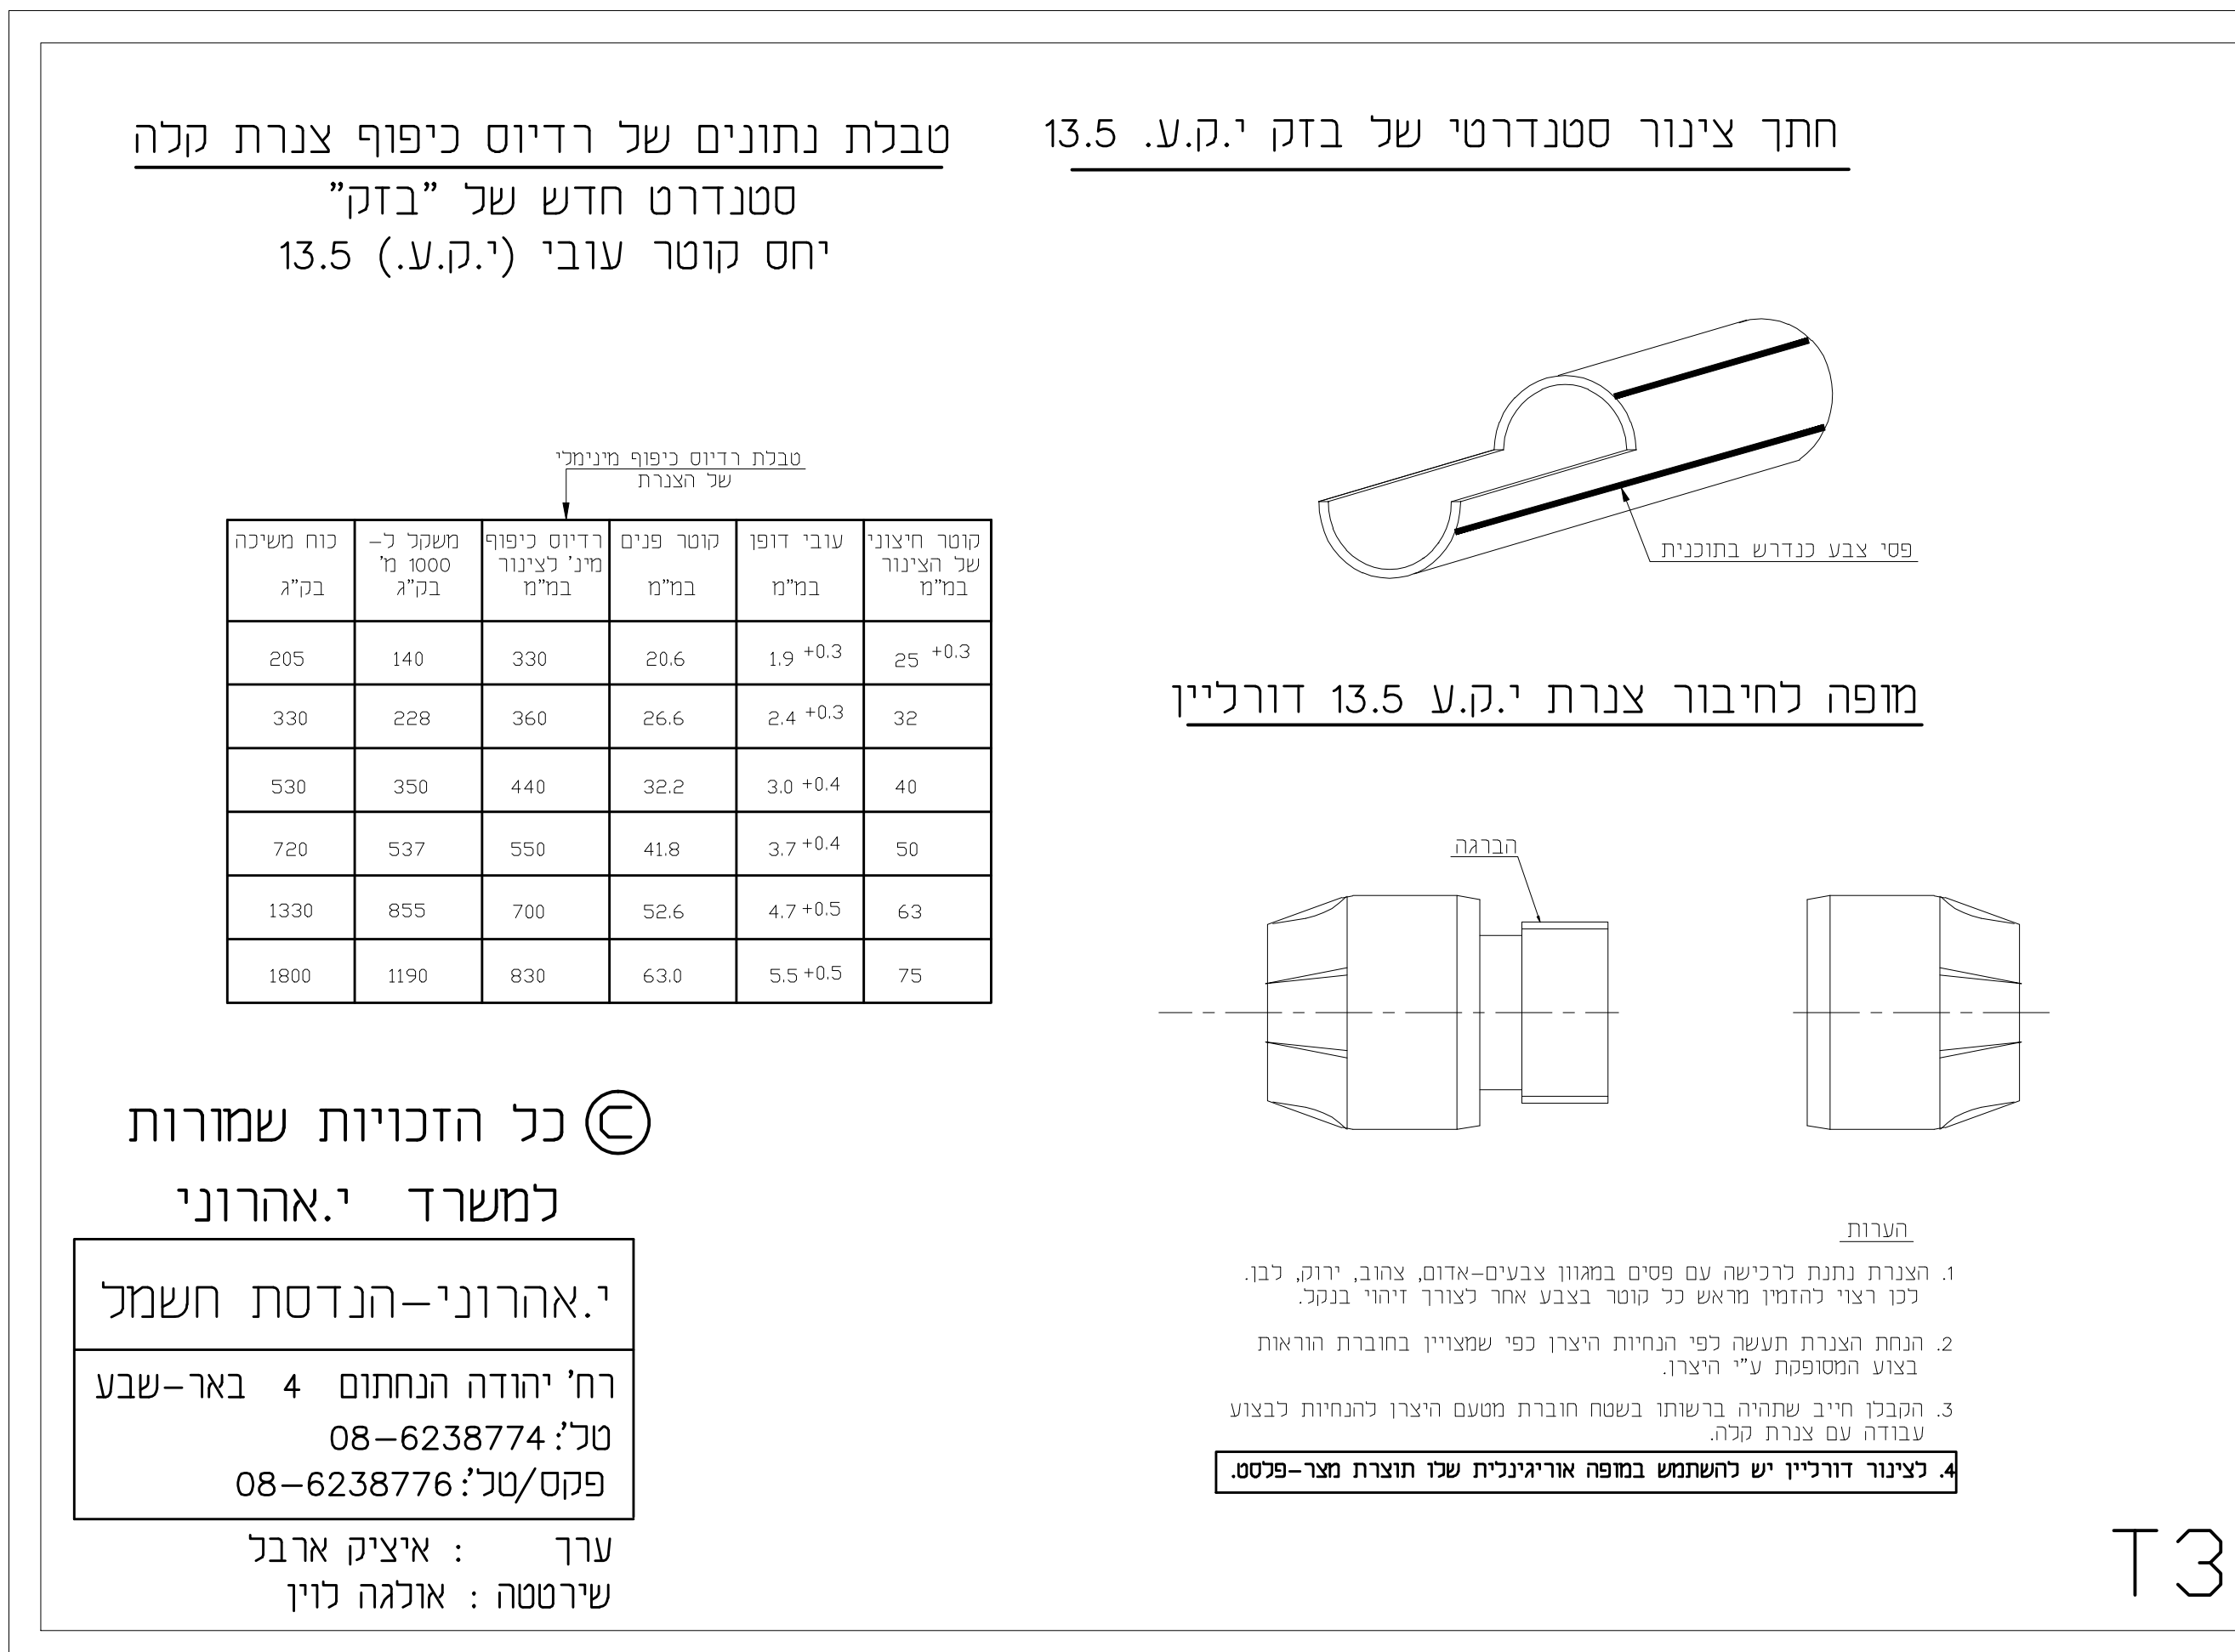 חתך צינור סטנדרטי של בזק י.ק.ע. 13.5
פסי צבע כנדרש בתוכנית
מופה לחיבור צנרת י.ק.ע 13.5 דורליין
הברגה
הערות
1. הצנרת נתנת לרכישה עם פסים במגוון צבעים-אדום, צהוב, ירוק, לבן.
לכן רצוי להזמין מראש כל קוטר בצבע אחר לצורך זיהוי בנקל.
2. הנחת הצנרת תעשה לפי הנחיות היצרן כפי שמצויין בחוברת הוראות
בצוע המסופקת ע"י היצרן.
3. הקבלן חייב שתהיה ברשותו בשטח חוברת מטעם היצרן להנחיות לבצוע
עבודה עם צנרת קלה.
4. לצינור דורליין יש להשתמש במופה אוריגינלית שלו תוצרת מצר-פלסט.
טבלת נתונים של רדיוס כיפוף צנרת קלה
סטנדרט חדש של "בזק"
יחס קוטר עובי (י.ק.ע.) 13.5
טבלת רדיוס כיפוף מינימלי
של הצנרת
קוטר חיצוני עובי דופן קוטר פנים רדיוס כיפוף משקל ל- כוח משיכה
של הצינור מינ' לצינור 1000 מ'
במ"מ במ"מ במ"מ במ"מ בק"ג בק"ג
25 +0.3 1.9 +0.3 20.6 330 140 205
32 2.4 +0.3 26.6 360 228 330
40 3.0 +0.4 32.2 440 350 530
50 3.7 +0.4 41.8 550 537 720
63 4.7 +0.5 52.6 700 855 1330
75 5.5 +0.5 63.0 830 1190 1800
© כל הזכויות שמורות
למשרד י.אהרוני
י.אהרוני-הנדסת חשמל
רח' יהודה הנחתום 4 באר-שבע
טל': 08-6238774
פקס/טל': 08-6238776
ערך : איציק ארבל
שירטטה : אולגה לוין
T3